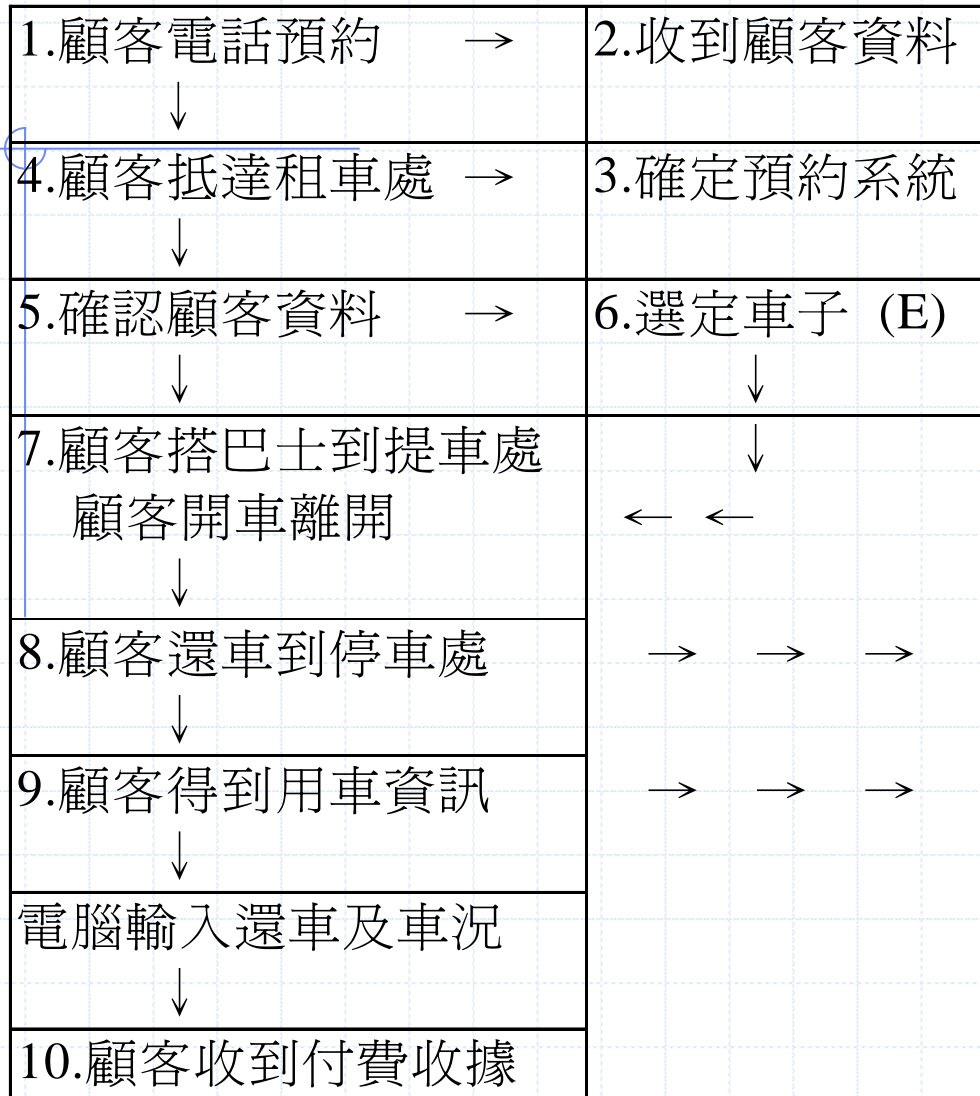 1.顧客電話預約 → 2.收到顧客資料
↓
4.顧客抵達租車處 → 3.確定預約系統
↓
5.確認顧客資料 → 6.選定車子 (E)
↓ ↓
7.顧客搭巴士到提車處 ↓
顧客開車離開 ← ←
↓
8.顧客還車到停車處 → → →
↓
9.顧客得到用車資訊 → → →
↓
電腦輸入還車及車況
↓
10.顧客收到付費收據